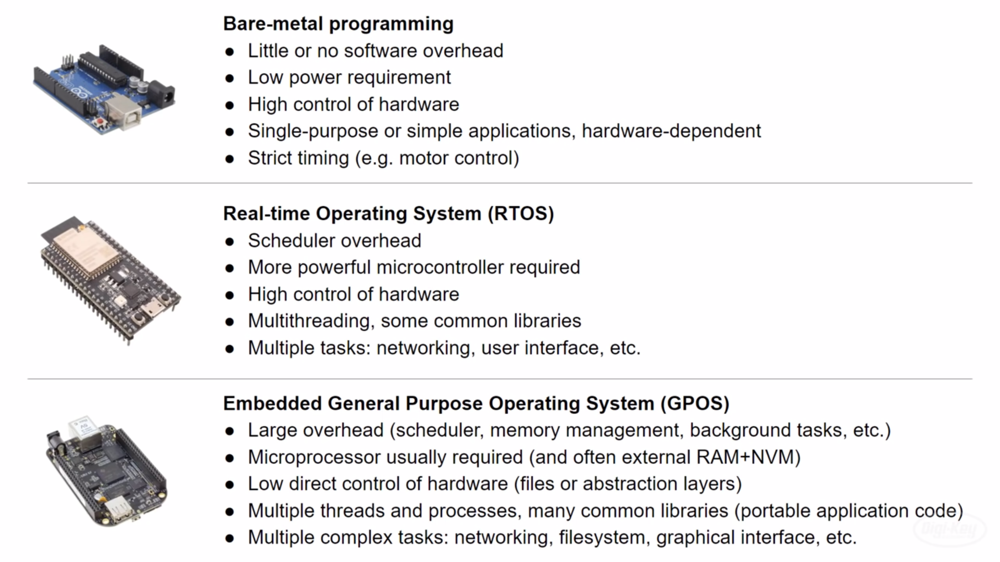 Bare-metal programming
● Little or no software overhead
● Low power requirement
● High control of hardware
● Single-purpose or simple applications, hardware-dependent
● Strict timing (e.g. motor control)
Real-time Operating System (RTOS)
● Scheduler overhead
● More powerful microcontroller required
● High control of hardware
● Multithreading, some common libraries
● Multiple tasks: networking, user interface, etc.
Embedded General Purpose Operating System (GPOS)
● Large overhead (scheduler, memory management, background tasks, etc.)
● Microprocessor usually required (and often external RAM+NVM)
● Low direct control of hardware (files or abstraction layers)
● Multiple threads and processes, many common libraries (portable application code)
● Multiple complex tasks: networking, filesystem, graphical interface, etc.
Digi-Key